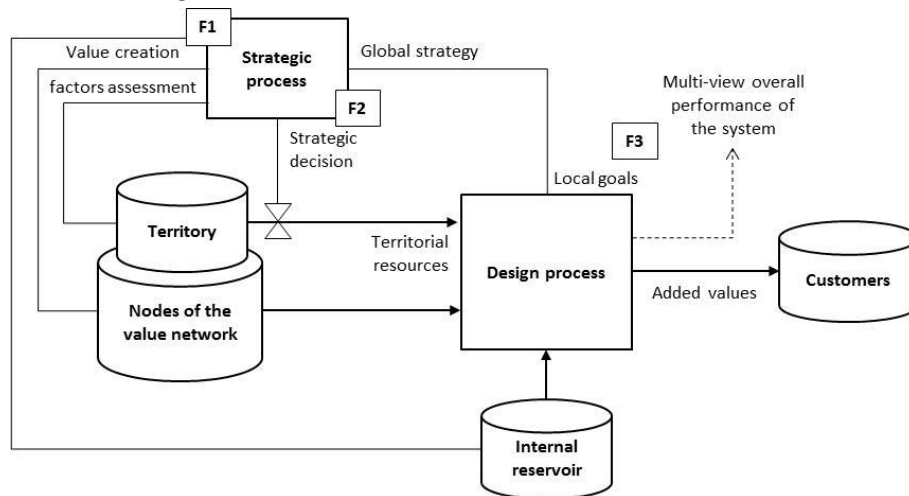 F1
Value creation
factors assessment
Strategic
process
Global strategy
F2
Strategic
decision
Multi-view overall
performance of
the system
F3
Local goals
Territory
Territorial
resources
Design process
Nodes of the
value network
Added values
Customers
Internal
reservoir